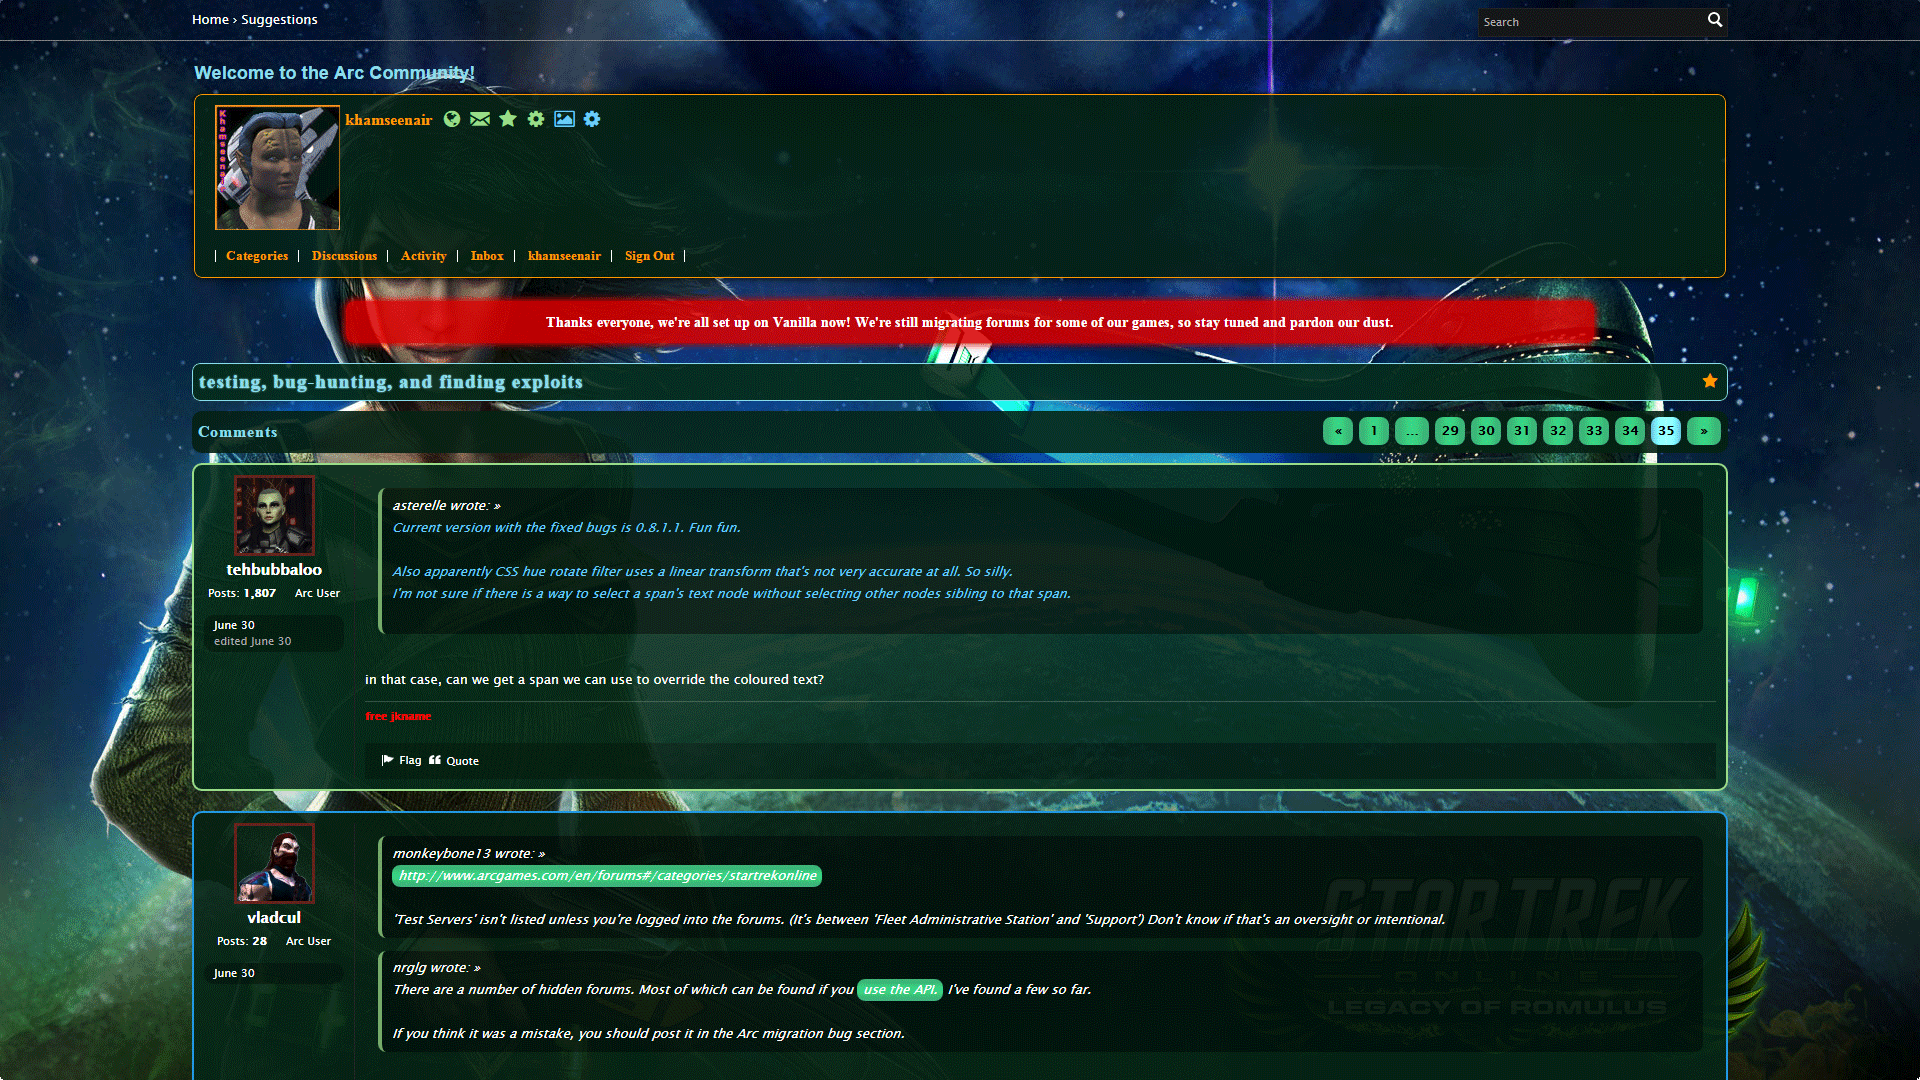 Home › Suggestions
Search
Welcome to the Arc Community!
Khamseenair
khamseenair
Categories
Discussions
Activity
Inbox
khamseenair
Sign Out
Thanks everyone, we're all set up on Vanilla now! We're still migrating forums for some of our games, so stay tuned and pardon our dust.
testing, bug-hunting, and finding exploits
Comments
« 1 ... 29 30 31 32 33 34 35 »
tehbubbaloo
Posts: 1,807 Arc User
June 30
edited June 30
asterelle wrote: »
Current version with the fixed bugs is 0.8.1.1. Fun fun.
Also apparently CSS hue rotate filter uses a linear transform that's not very accurate at all. So silly.
I'm not sure if there is a way to select a span's text node without selecting other nodes sibling to that span.
in that case, can we get a span we can use to override the coloured text?
free jkname
Flag Quote
vladcul
Posts: 28 Arc User
June 30
monkeybone13 wrote: »
http://www.arcgames.com/en/forums#/categories/startrekonline
'Test Servers' isn't listed unless you're logged into the forums. (It's between 'Fleet Administrative Station' and 'Support') Don't know if that's an oversight or intentional.
nrglg wrote: »
There are a number of hidden forums. Most of which can be found if you use the API. I've found a few so far.
If you think it was a mistake, you should post it in the Arc migration bug section.
STAR TREK
ONLINE
LEGACY OF ROMULUS